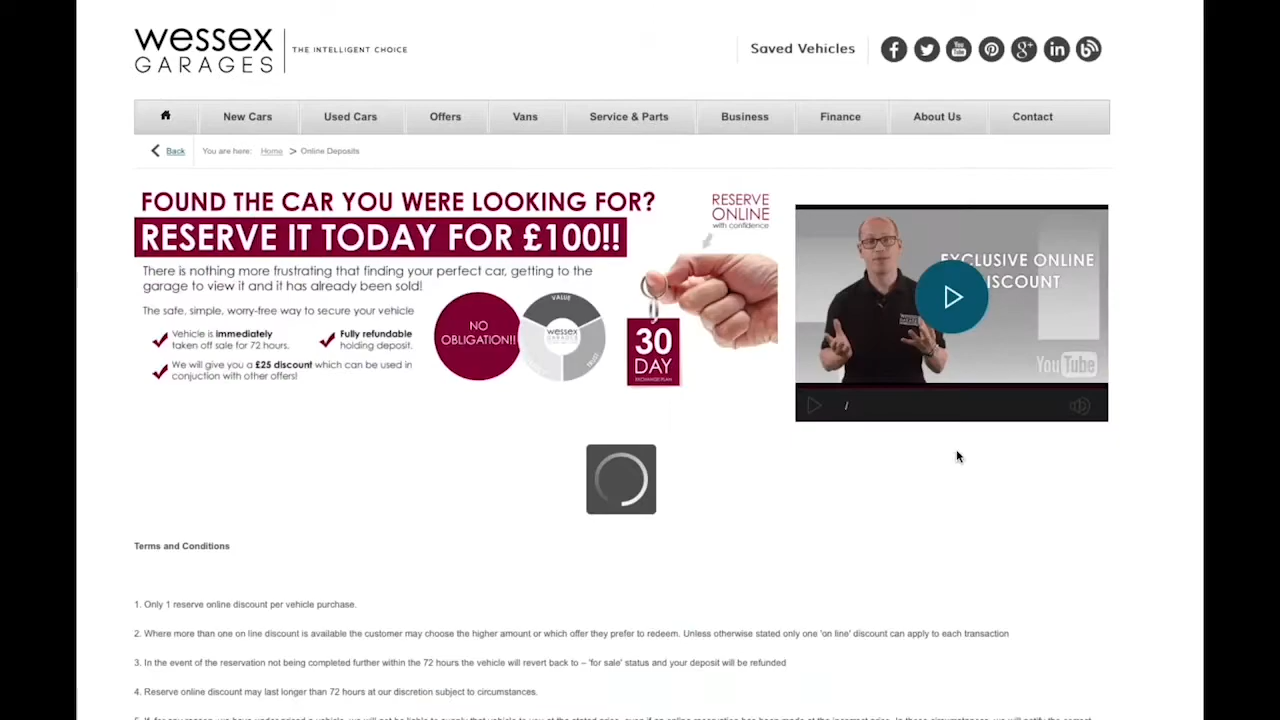 wessex
GARAGES
THE INTELLIGENT CHOICE
Saved Vehicles
New Cars
Used Cars
Offers
Vans
Service & Parts
Business
Finance
About Us
Contact
Back
You are here: Home > Online Deposits
FOUND THE CAR YOU WERE LOOKING FOR?
RESERVE IT TODAY FOR £100!!
There is nothing more frustrating that finding your perfect car, getting to the
garage to view it and it has already been sold!
The safe, simple, worry-free way to secure your vehicle
Vehicle is immediately
taken off sale for 72 hours.
Fully refundable
holding deposit.
We will give you a £25 discount which can be used in
conjuction with other offers!
NO
OBLIGATION!!
VALUE
wessex
TRUST
RESERVE
ONLINE
with confidence
30
DAY
EXCHANGE PLAN
EXCLUSIVE ONLINE
DISCOUNT
YouTube
/
Terms and Conditions
1. Only 1 reserve online discount per vehicle purchase.
2. Where more than one on line discount is available the customer may choose the higher amount or which offer they prefer to redeem. Unless otherwise stated only one 'on line' discount can apply to each transaction
3. In the event of the reservation not being completed further within the 72 hours the vehicle will revert back to – 'for sale' status and your deposit will be refunded
4. Reserve online discount may last longer than 72 hours at our discretion subject to circumstances.